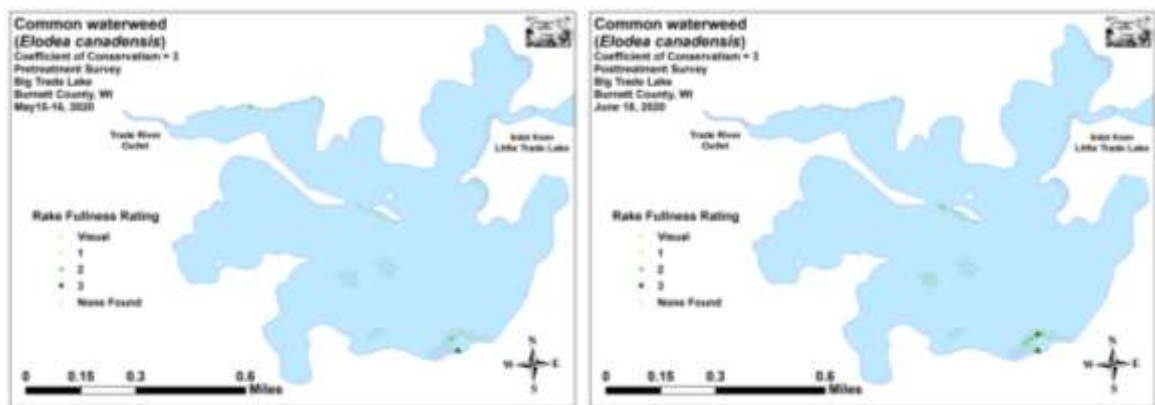 Common waterweed
(Elodea canadensis)
Coefficient of Conservatism = 3
Pretreatment Survey
Big Trade Lake
Burnett County, WI
May15-16, 2020
Trade River
Outlet
Inlet from
Little Trade Lake
Rake Fullness Rating
Visual
1
2
3
None Found
N
W
E
S
0 0.15 0.3 0.6
Miles
Common waterweed
(Elodea canadensis)
Coefficient of Conservatism = 3
Posttreatment Survey
Big Trade Lake
Burnett County, WI
June 18, 2020
Trade River
Outlet
Inlet from
Little Trade Lake
Rake Fullness Rating
Visual
1
2
3
None Found
N
W
E
S
0 0.15 0.3 0.6
Miles